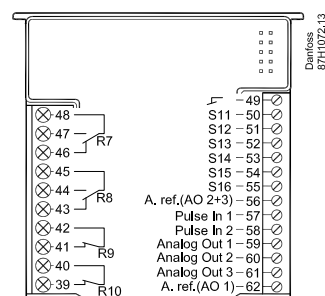 Danfoss
87H1072.13
48
47
46
R7
45
44
43
R8
42
41
R9
40
39
R10
49
S11 - 50
S12 - 51
S13 - 52
S14 - 53
S15 - 54
S16 - 55
A. ref.(AO 2+3) - 56
Pulse In 1 - 57
Pulse In 2 - 58
Analog Out 1 - 59
Analog Out 2 - 60
Analog Out 3 - 61
A. ref.(AO 1) - 62